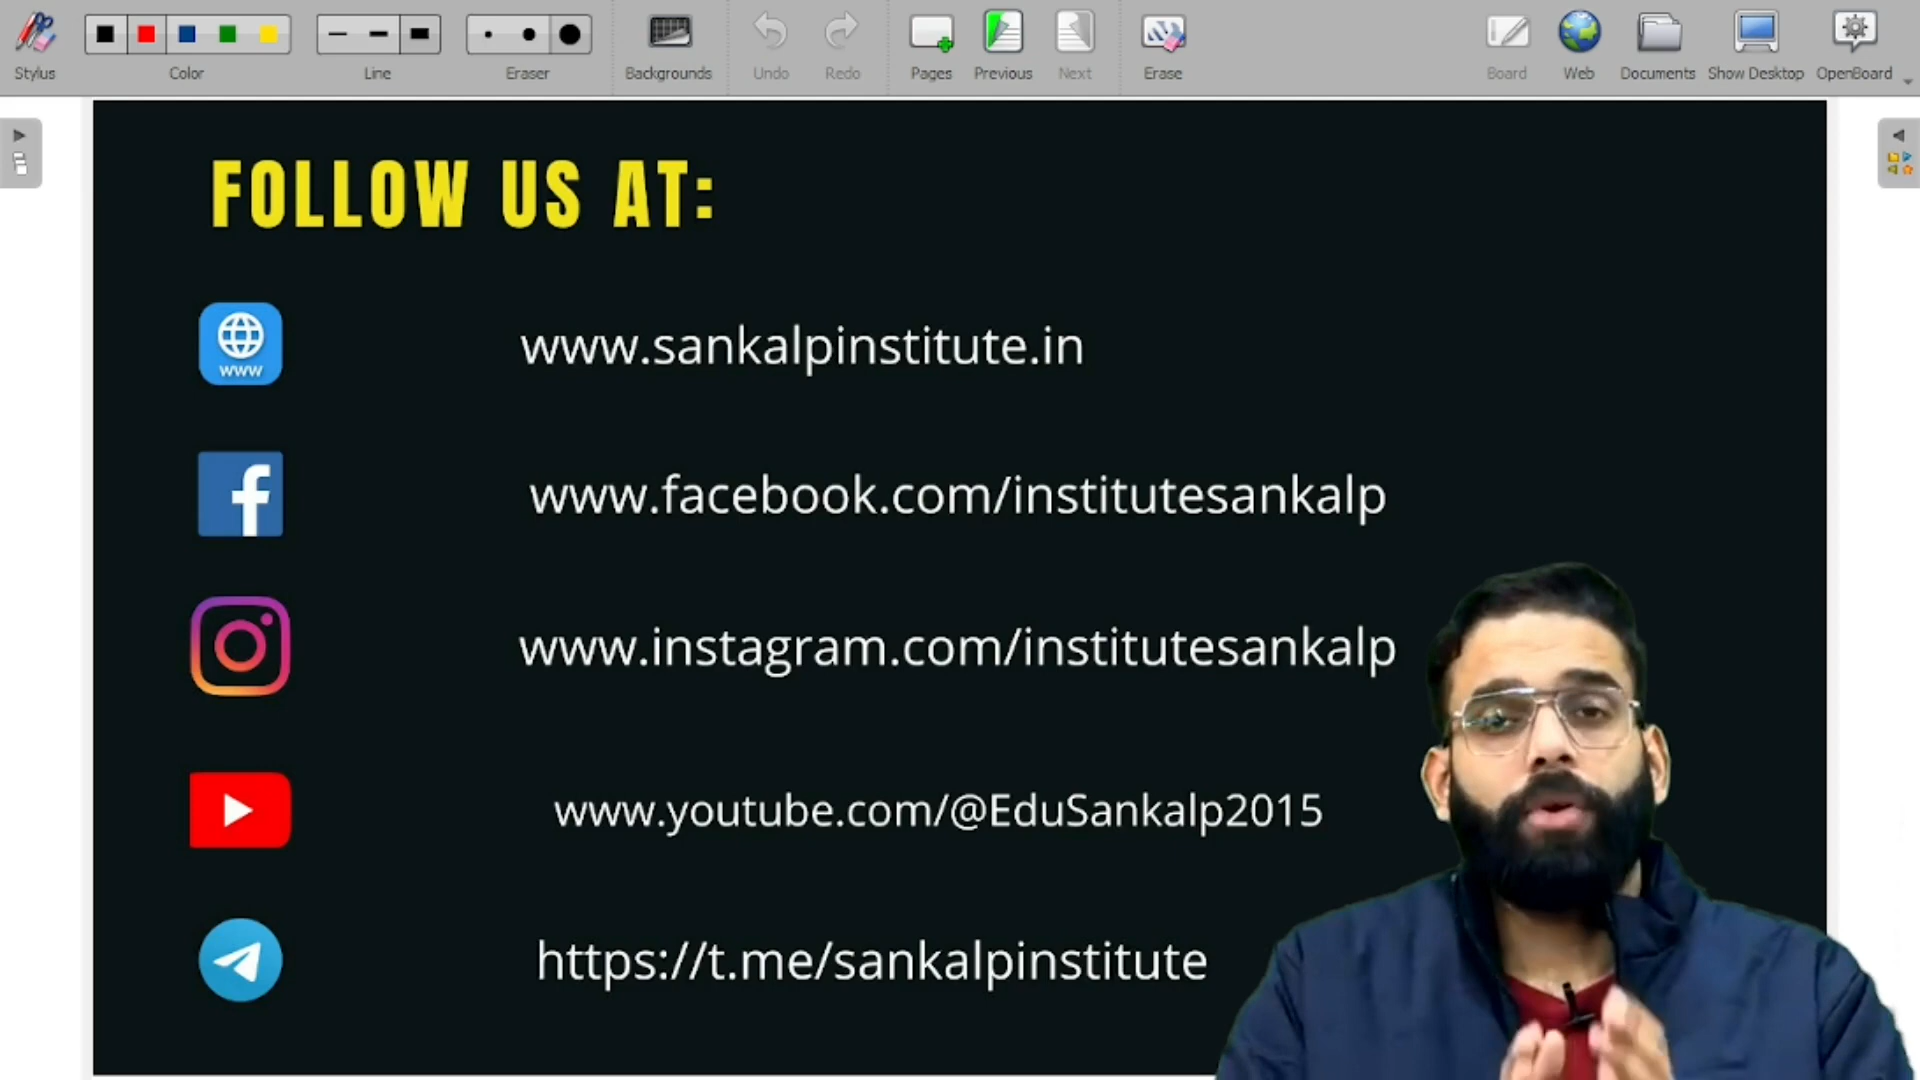 Stylus
Color
Line
Eraser
Backgrounds
Undo
Redo
Pages
Previous
Next
Erase
Board
Web
Documents
Show Desktop
OpenBoard
FOLLOW US AT:
www
www.sankalpinstitute.in
www.facebook.com/institutesankalp
www.instagram.com/institutesankalp
www.youtube.com/@EduSankalp2015
https://t.me/sankalpinstitute